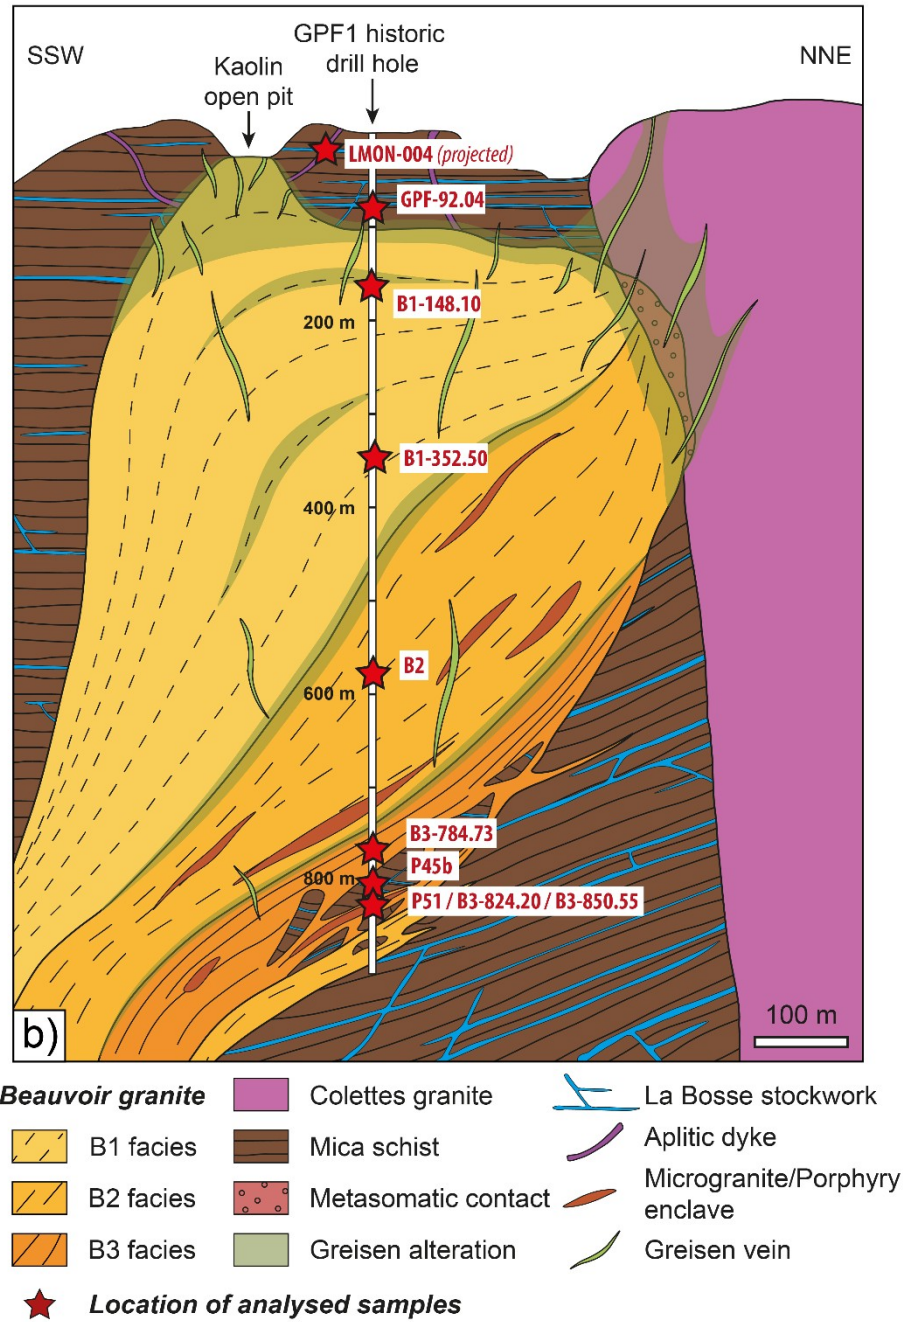 SSW
GPF1 historic
drill hole
NNE
Kaolin
open pit
LMON-004 (projected)
GPF-92.04
B1-148.10
200 m
B1-352.50
400 m
B2
600 m
B3-784.73
P45b
800 m
P51 / B3-824.20 / B3-850.55
b)
100 m
Beauvoir granite
Colettes granite
La Bosse stockwork
B1 facies
Mica schist
Aplitic dyke
B2 facies
Metasomatic contact
Microgranite/Porphyry
enclave
B3 facies
Greisen alteration
Greisen vein
Location of analysed samples